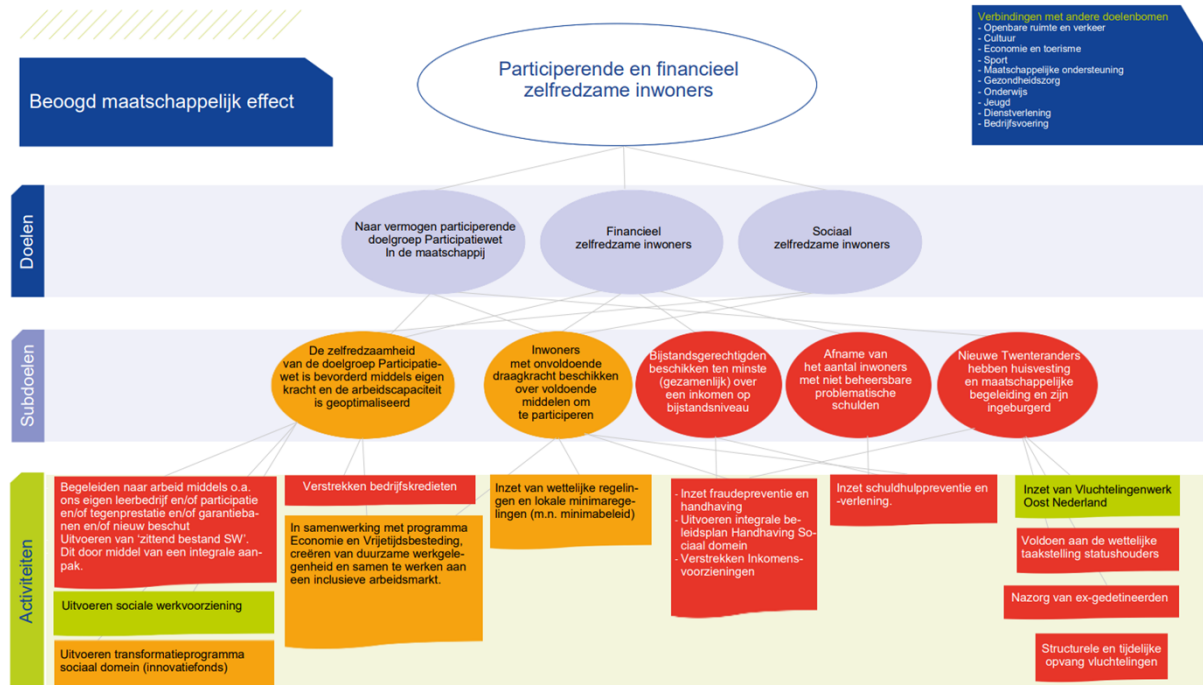 Beoogd maatschappelijk effect
Participerende en financieel
zelfredzame inwoners
Verbindingen met andere doelenbomen
- Openbare ruimte en verkeer
- Cultuur
- Economie en toerisme
- Sport
- Maatschappelijke ondersteuning
- Gezondheidszorg
- Onderwijs
- Jeugd
- Dienstverlening
- Bedrijfsvoering
Doelen
Naar vermogen participerende
doelgroep Participatiewet
In de maatschappij
Financieel
zelfredzame inwoners
Sociaal
zelfredzame inwoners
Subdoelen
De zelfredzaamheid
van de doelgroep Participatie-
wet is bevorderd middels eigen
kracht en de arbeidscapaciteit
is geoptimaliseerd
Inwoners
met onvoldoende
draagkracht beschikken
over voldoende
middelen om
te participeren
Bijstandsgerechtigden
beschikken ten minste
(gezamenlijk) over
een inkomen op
bijstandsniveau
Afname van
het aantal inwoners
met niet beheersbare
problematische
schulden
Nieuwe Twenteranders
hebben huisvesting
en maatschappelijke
begeleiding en zijn
ingeburgerd
Activiteiten
Begeleiden naar arbeid middels o.a.
ons eigen leerbedrijf en/of participatie
en/of tegenprestatie en/of garantieba-
nen en/of nieuw beschut
Uitvoeren van ‘zittend bestand SW’.
Dit door middel van een integrale aan-
pak.
Uitvoeren sociale werkvoorziening
Uitvoeren transformatieprogramma
sociaal domein (innovatiefonds)
Verstrekken bedrijfskredieten
In samenwerking met programma
Economie en Vrijetijdsbesteding,
creëren van duurzame werkgele-
genheid en samen te werken aan
een inclusieve arbeidsmarkt.
Inzet van wettelijke regelin-
gen en lokale minimarege-
lingen (m.n. minimabeleid)
- Inzet fraudepreventie en
handhaving
- Uitvoeren integrale be-
leidsplan Handhaving So-
ciaal domein
- Verstrekken Inkomens-
voorzieningen
Inzet schuldhulppreventie en
-verlening.
Inzet van Vluchtelingenwerk
Oost Nederland
Voldoen aan de wettelijke
taakstelling statushouders
Nazorg van ex-gedetineerden
Structurele en tijdelijke
opvang vluchtelingen